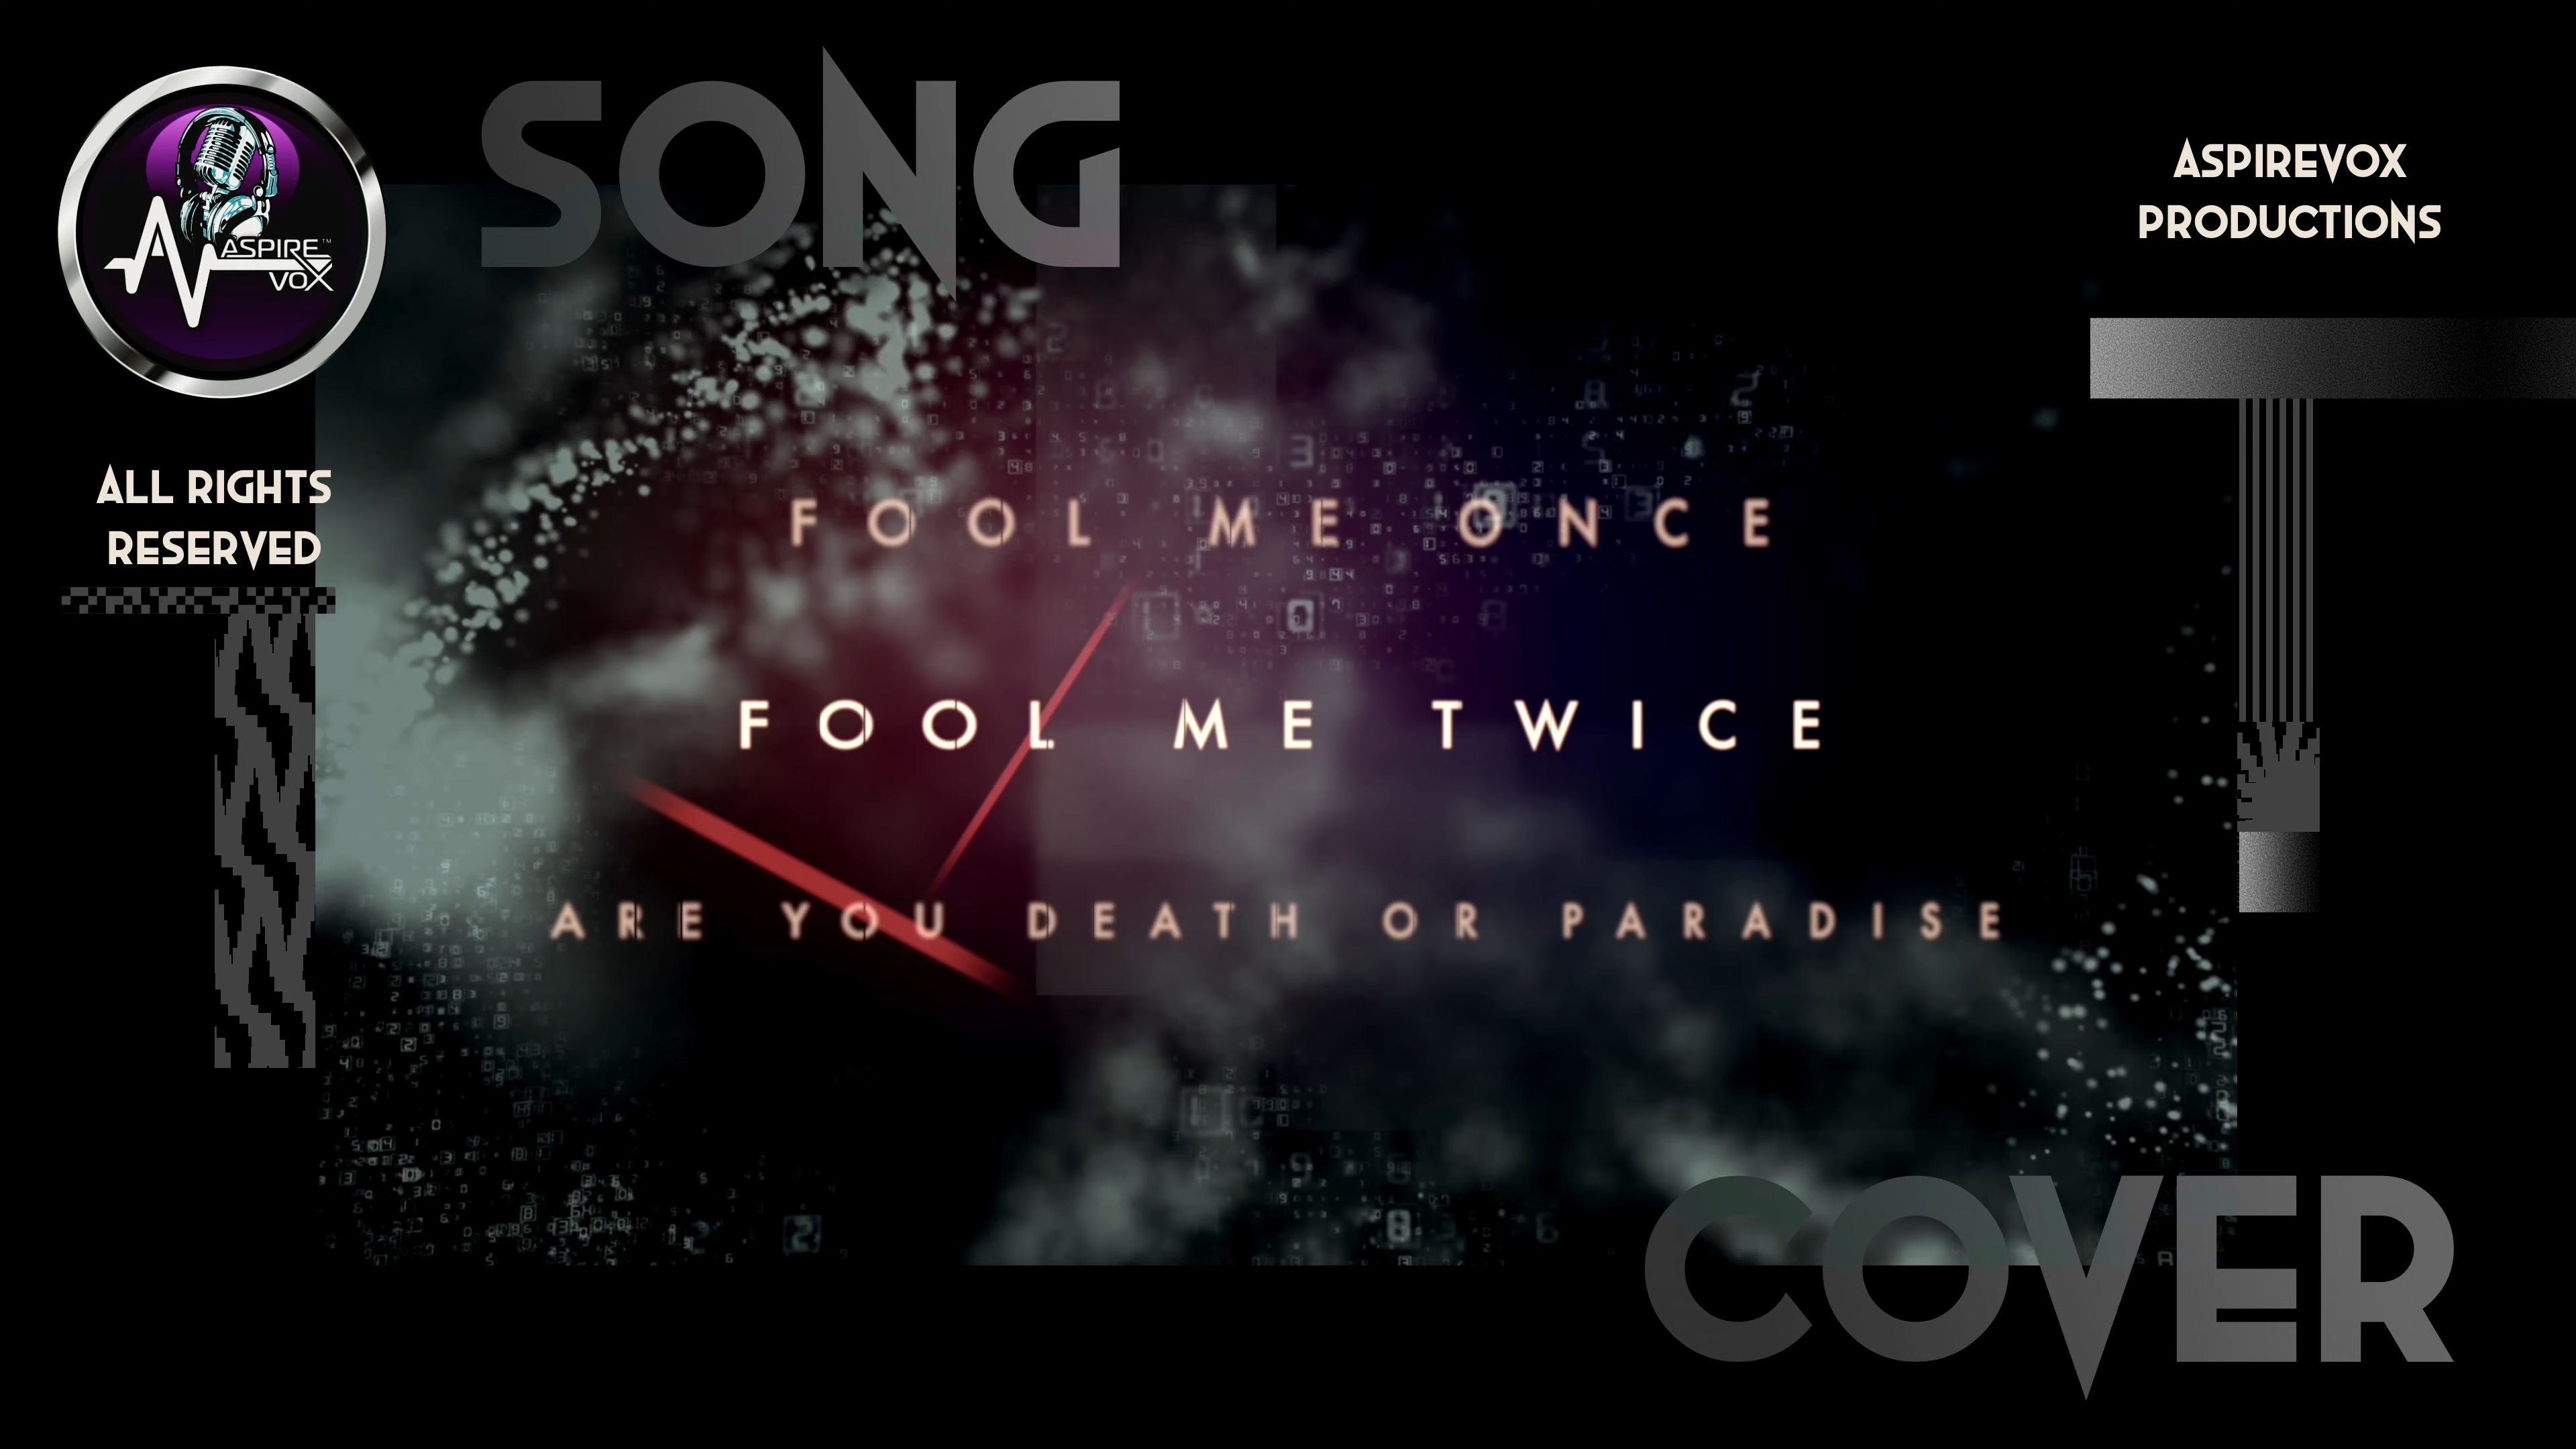 SONG
ASPIRE™
VOX
ASPIREVOX
PRODUCTIONS
ALL RIGHTS
RESERVED
FOOL ME ONCE
FOOL ME TWICE
ARE YOU DEATH OR PARADISE
COVER